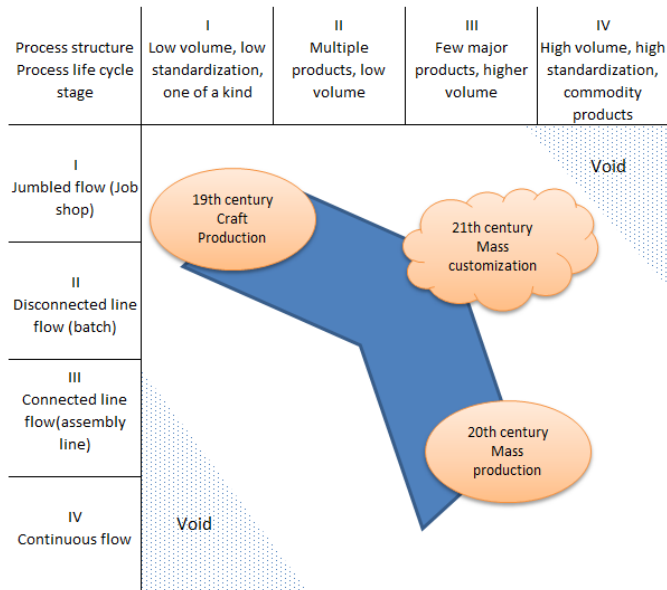 Process structure
Process life cycle
stage
I
Low volume, low
standardization,
one of a kind
II
Multiple
products, low
volume
III
Few major
products, higher
volume
IV
High volume, high
standardization,
commodity
products
I
Jumbled flow (Job
shop)
II
Disconnected line
flow (batch)
III
Connected line
flow(assembly
line)
IV
Continuous flow
Void
19th century
Craft
Production
21th century
Mass
customization
20th century
Mass
production
Void